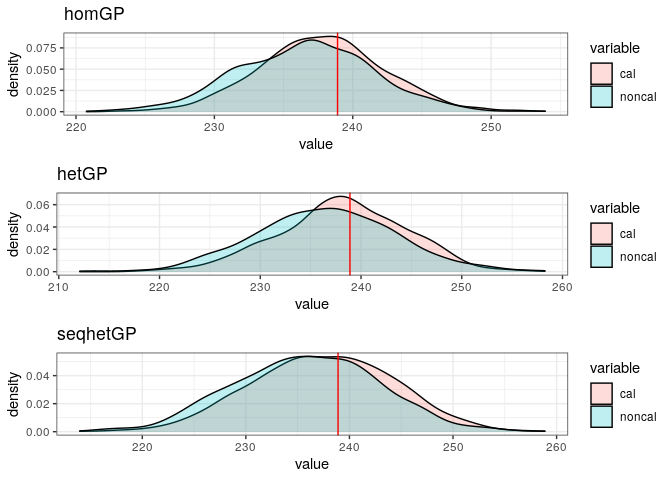 homGP
density
0.075
0.050
0.025
0.000
220
230
240
250
value
variable
cal
noncal
hetGP
density
0.06
0.04
0.02
0.00
210
220
230
240
250
260
value
variable
cal
noncal
seqhetGP
density
0.04
0.02
0.00
220
230
240
250
260
value
variable
cal
noncal